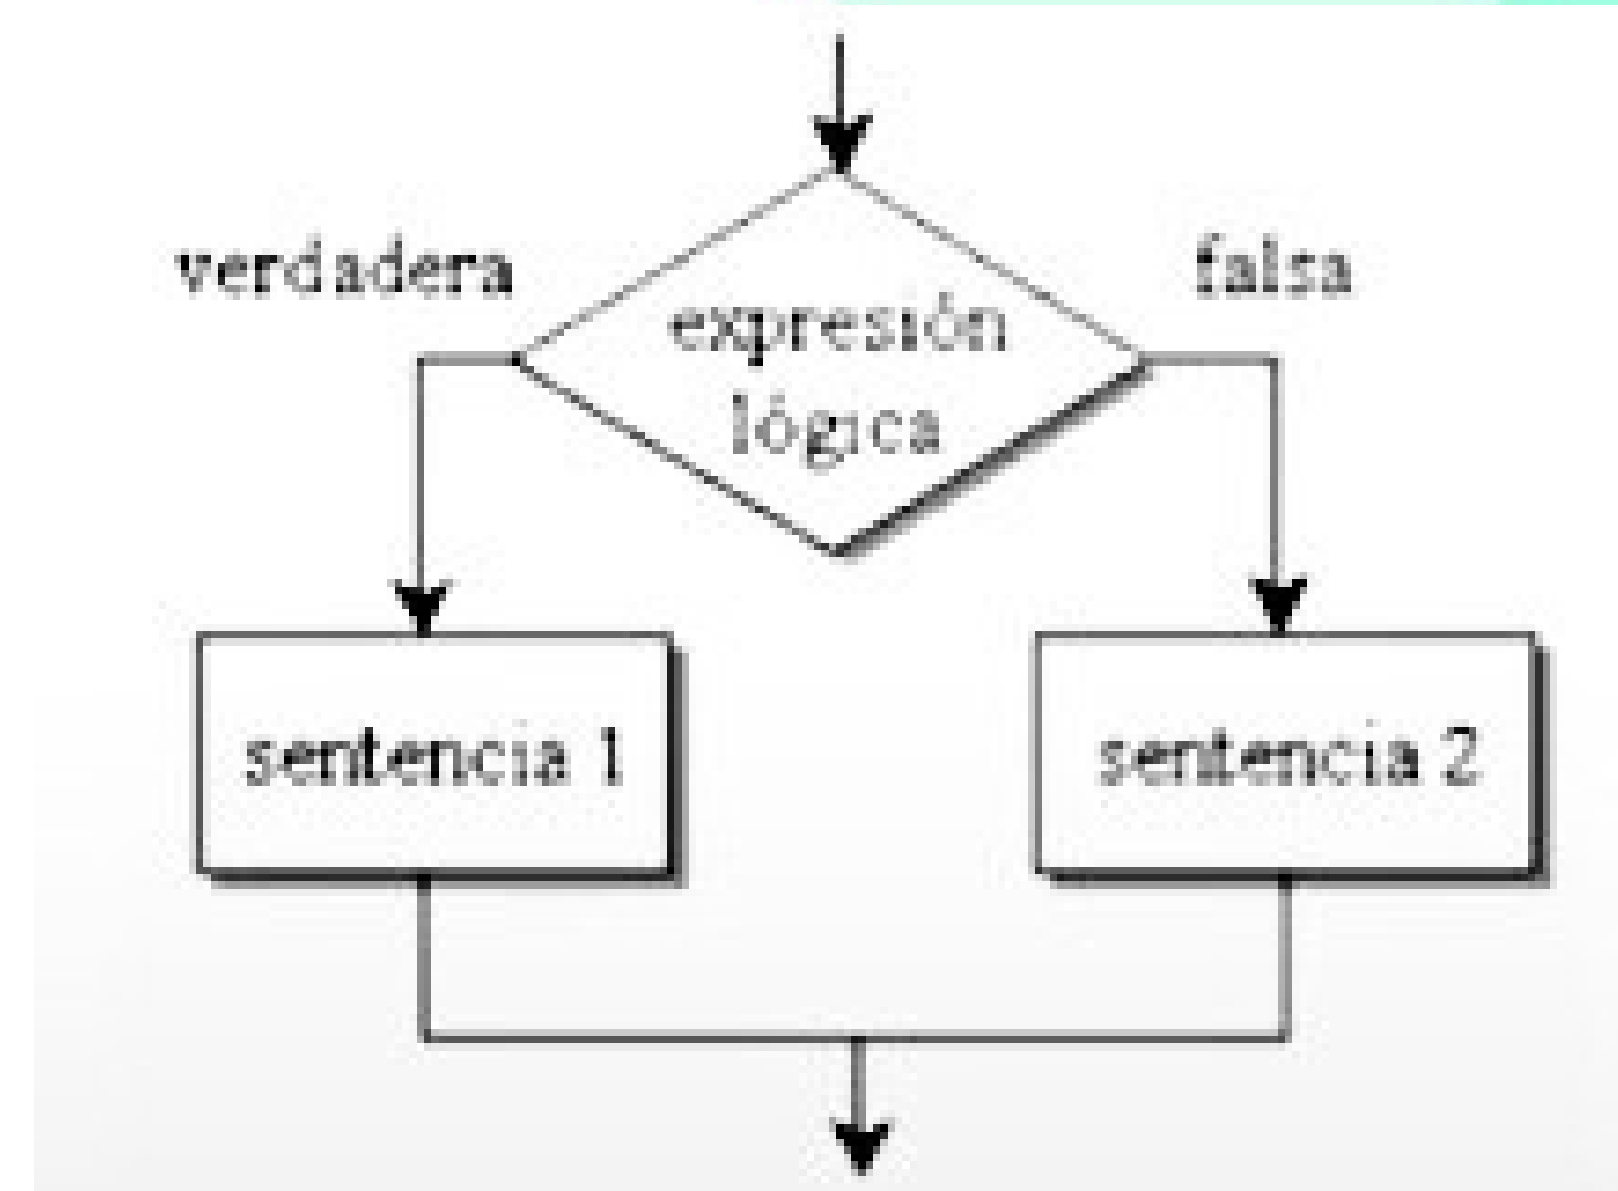 verdadera
falsa
expresión
lógica
sentencia 1
sentencia 2